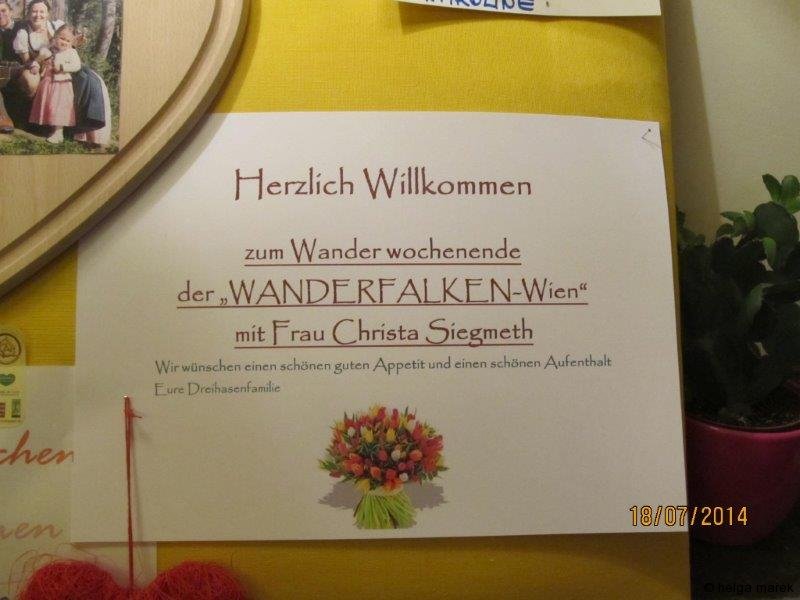 Herzlich Willkommen
zum Wander wochenende
der „WANDERFALKEN-Wien“
mit Frau Christa Siegmeth
Wir wünschen einen schönen guten Appetit und einen schönen Aufenthalt
Eure Dreihasenfamilie
18/07/2014
© helga marek